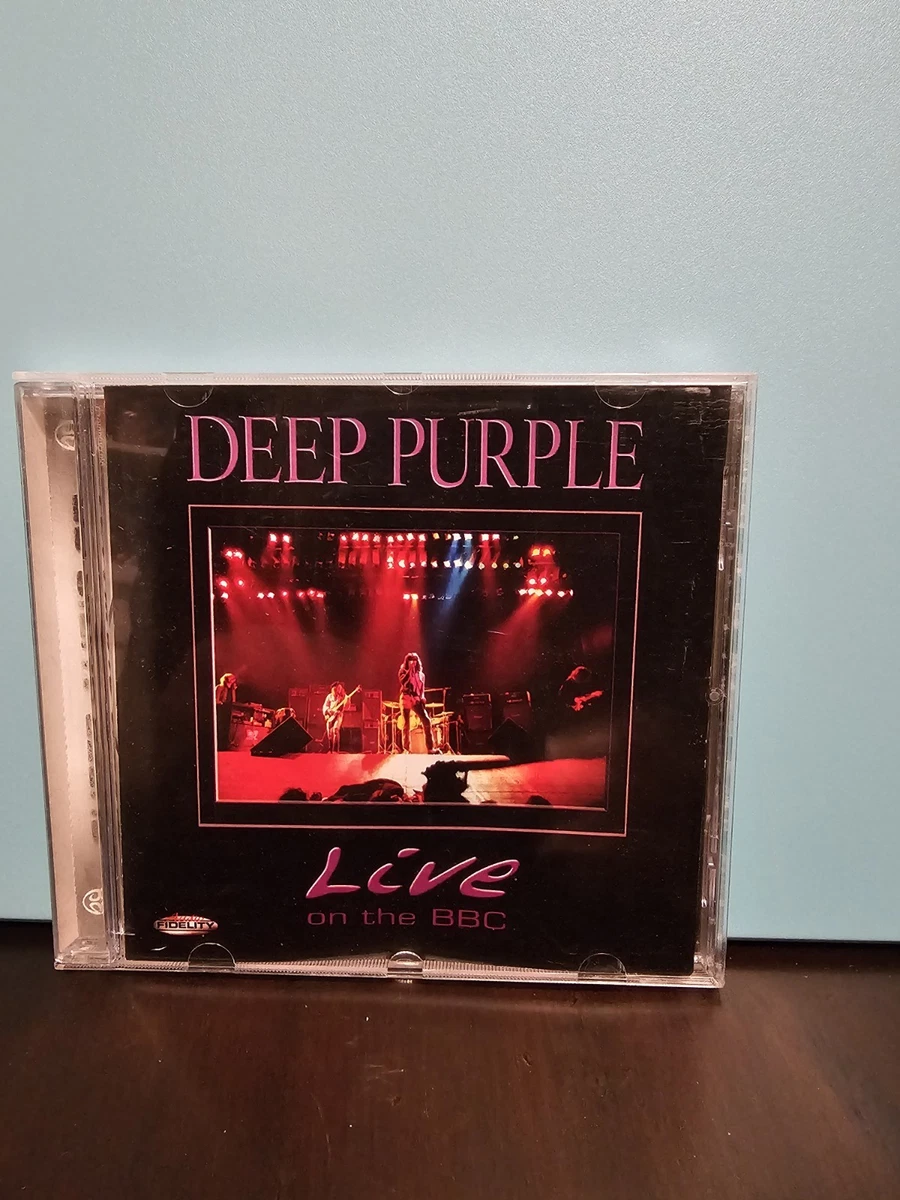 DEEP PURPLE
Live
on the BBC
FIDELITY